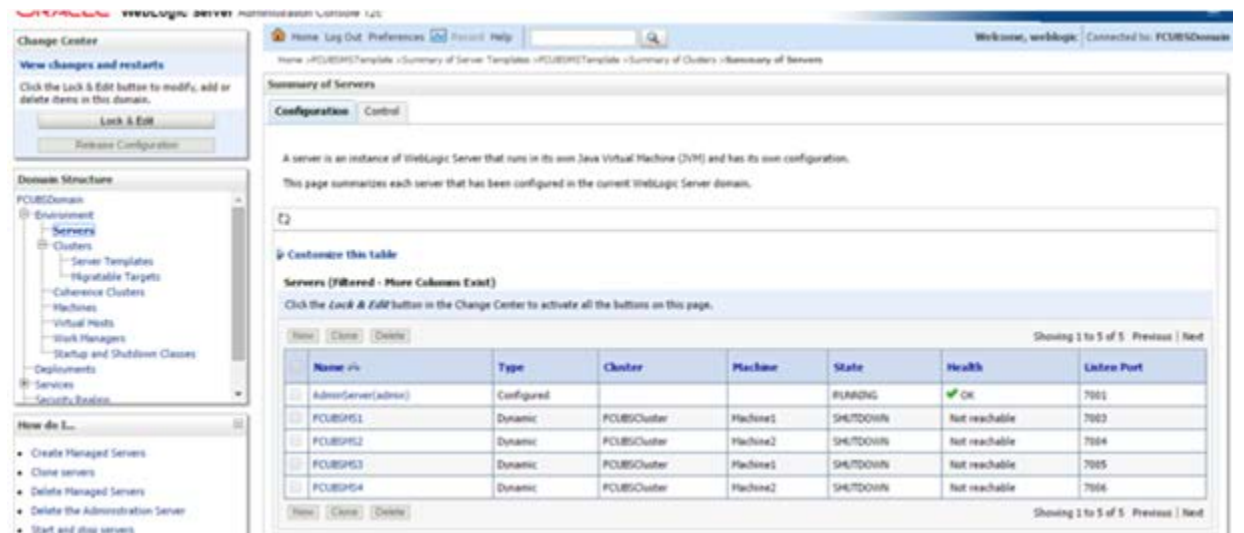 ORACLE WebLogic Server Administration Console 12c
Change Center
View changes and restarts
Click the Lock & Edit button to modify, add or
delete items in this domain.
Lock & Edit
Release Configuration
Domain Structure
FCUBSDomain
Environment
Servers
Clusters
Server Templates
Migratable Targets
Coherence Clusters
Machines
Virtual Hosts
Work Managers
Startup and Shutdown Classes
Deployments
Services
Security Realms
How do I...
Create Managed Servers
Clone servers
Delete Managed Servers
Delete the Administration Server
Start and stop servers
Home Log Out Preferences Record Help
Welcome, weblogic Connected to: FCUBSDomain
Home >FCUBSMSTemplate >Summary of Server Templates >FCUBSMSTemplate >Summary of Clusters >Summary of Servers
Summary of Servers
Configuration Control
A server is an instance of WebLogic Server that runs in its own Java Virtual Machine (JVM) and has its own configuration.
This page summarizes each server that has been configured in the current WebLogic Server domain.
Customize this table
Servers (Filtered - More Columns Exist)
Click the Lock & Edit button in the Change Center to activate all the buttons on this page.
New Clone Delete Showing 1 to 5 of 5 Previous | Next
Name Type Cluster Machine State Health Listen Port
AdminServer(admin) Configured RUNNING OK 7001
FCUBSMS1 Dynamic FCUBSCluster Machine1 SHUTDOWN Not reachable 7003
FCUBSMS2 Dynamic FCUBSCluster Machine2 SHUTDOWN Not reachable 7004
FCUBSMS3 Dynamic FCUBSCluster Machine1 SHUTDOWN Not reachable 7005
FCUBSMS4 Dynamic FCUBSCluster Machine2 SHUTDOWN Not reachable 7006
New Clone Delete Showing 1 to 5 of 5 Previous | Next